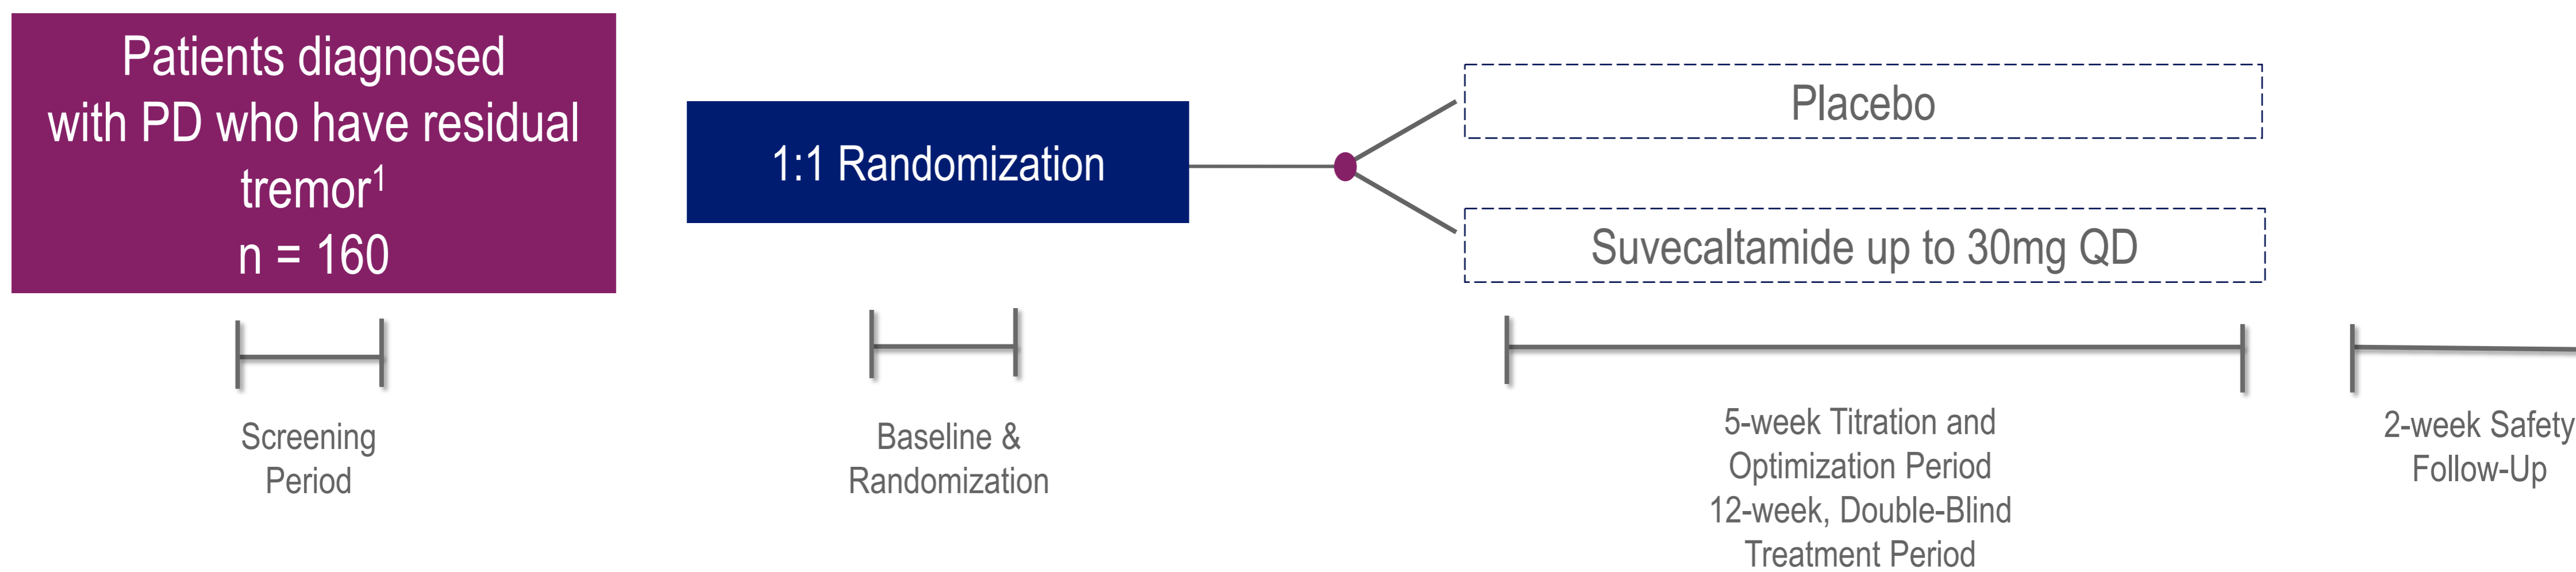 Patients diagnosed
with PD who have residual
tremor¹
n = 160
1:1 Randomization
Placebo
Suvecaltamide up to 30mg QD
Screening
Period
Baseline &
Randomization
5-week Titration and
Optimization Period
12-week, Double-Blind
Treatment Period
2-week Safety
Follow-Up